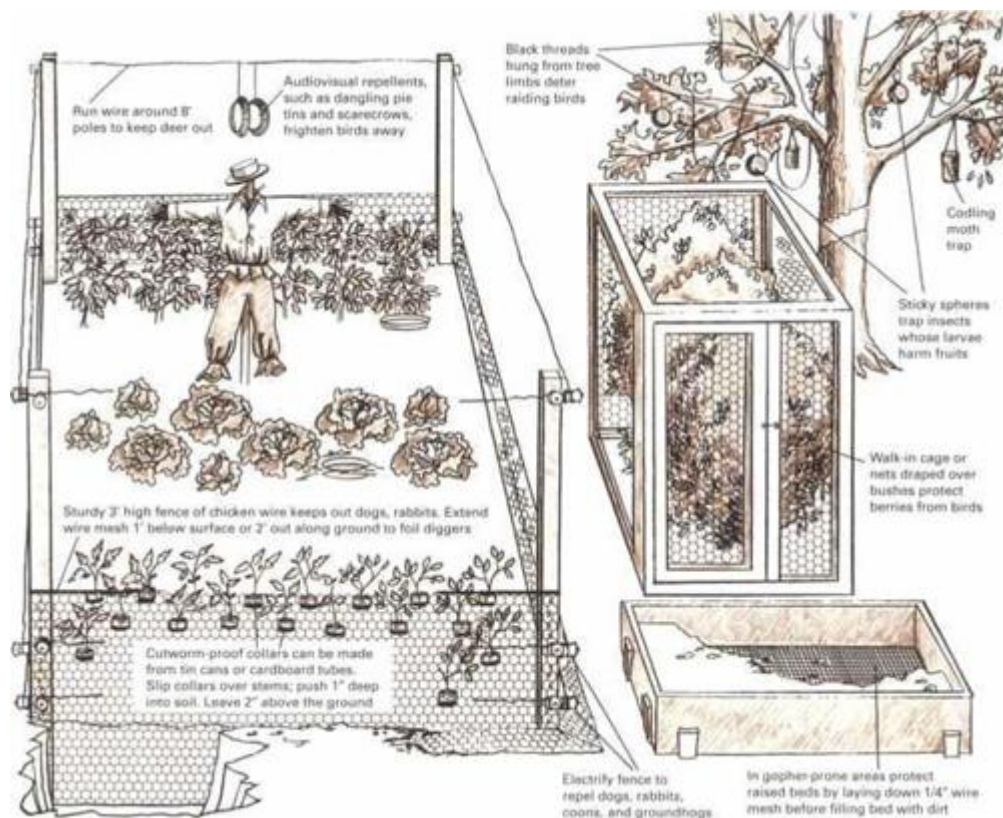 Run wire around 8'
poles to keep deer out
Audiovisual repellents,
such as dangling pie
tins and scarecrows,
frighten birds away
Black threads
hung from tree
limbs deter
raiding birds
Codling
moth
trap
Sticky spheres
trap insects
whose larvae
harm fruits
Walk-in cage or
nets draped over
bushes protect
berries from birds
Sturdy 3' high fence of chicken wire keeps out dogs, rabbits. Extend
wire mesh 1' below surface or 2' out along ground to foil diggers
Cutworm-proof collars can be made
from tin cans or cardboard tubes.
Slip collars over stems; push 1" deep
into soil. Leave 2" above the ground
Electrify fence to
repel dogs, rabbits,
coons, and groundhogs
In gopher-prone areas protect
raised beds by laying down 1/4" wire
mesh before filling bed with dirt